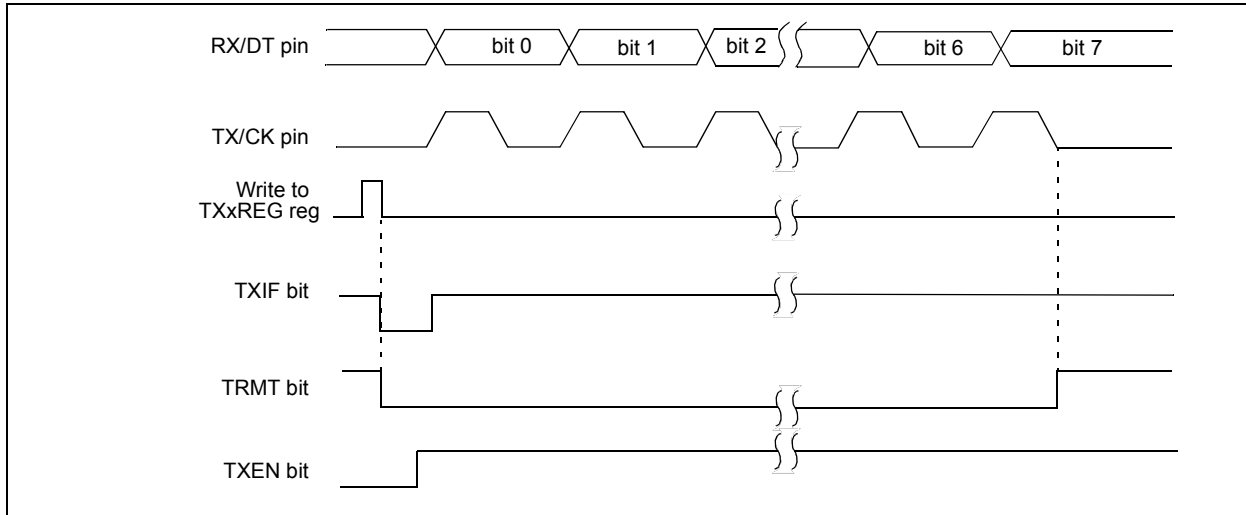 RX/DT pin
bit 0
bit 1
bit 2
bit 6
bit 7
TX/CK pin
Write to
TXxREG reg
TXIF bit
TRMT bit
TXEN bit